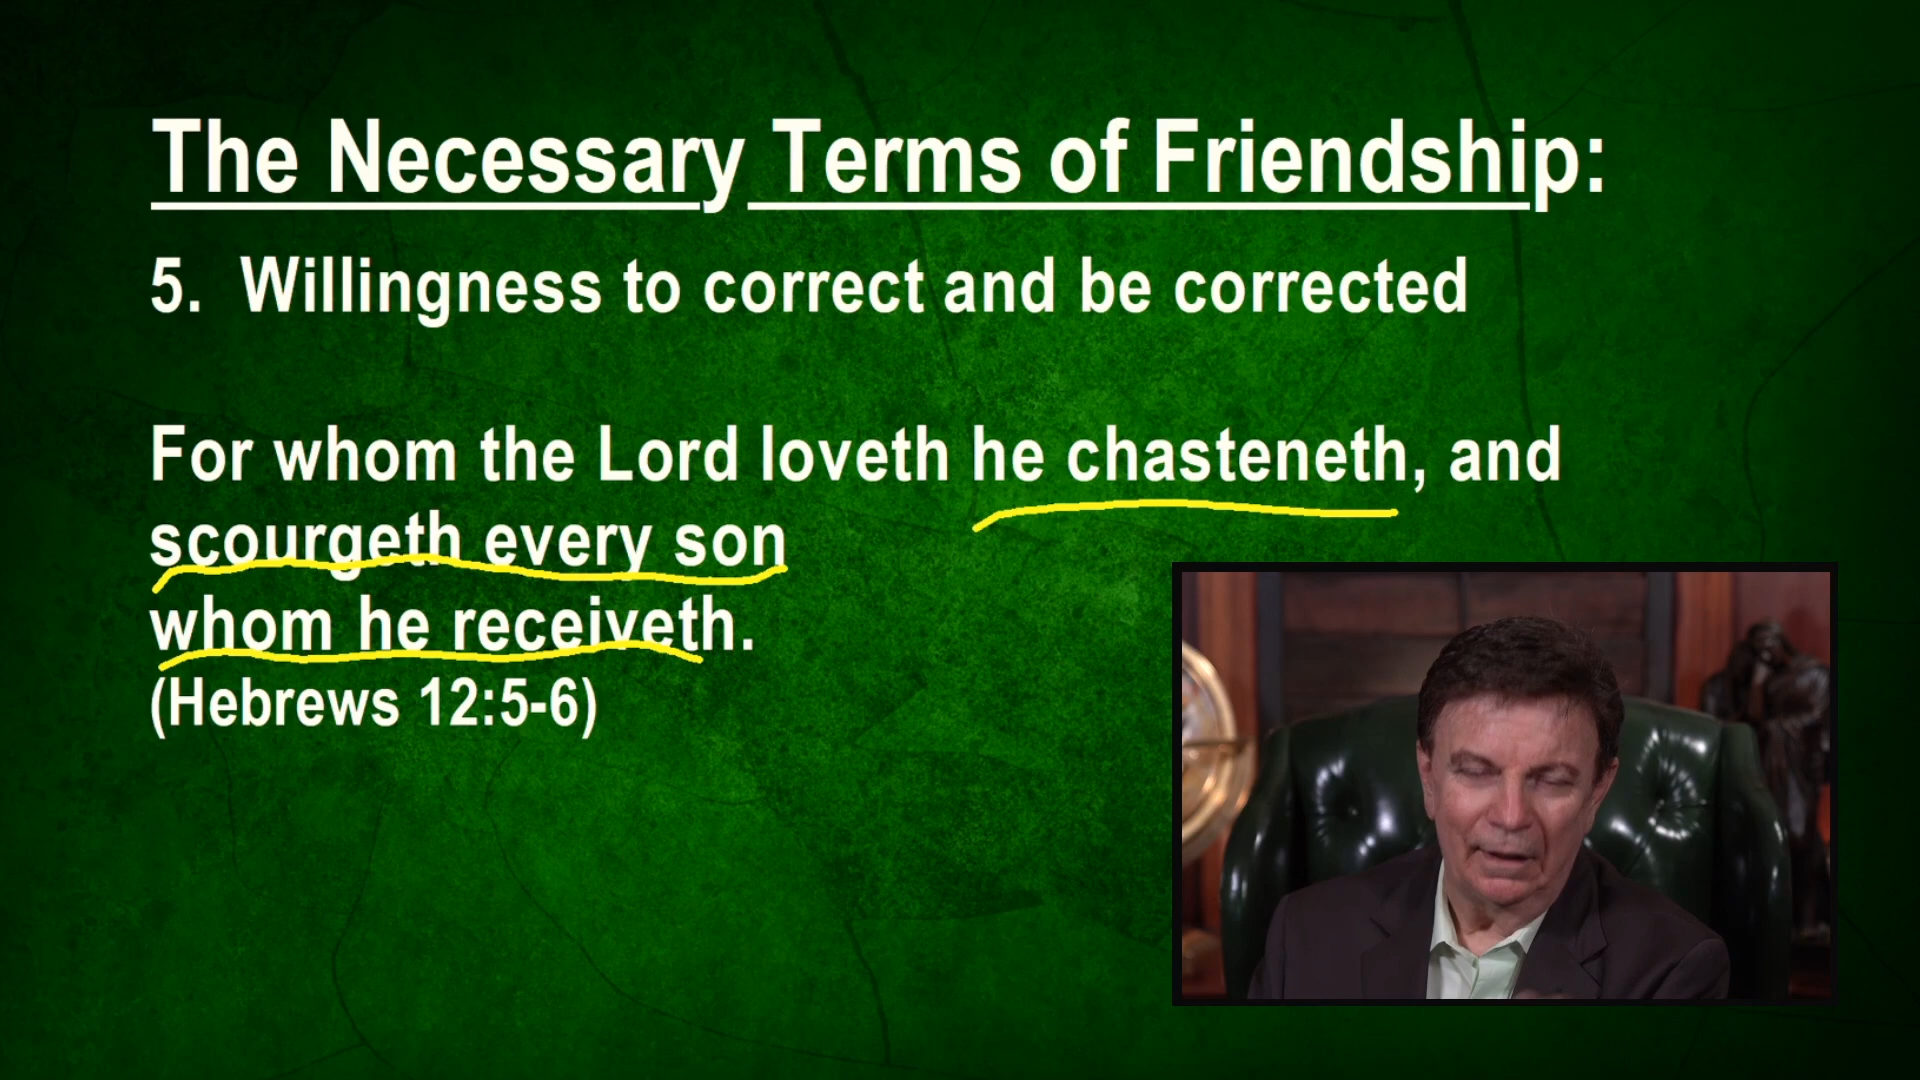 The Necessary Terms of Friendship:
5. Willingness to correct and be corrected
For whom the Lord loveth he chasteneth, and
scourgeth every son
whom he receiveth.
(Hebrews 12:5-6)